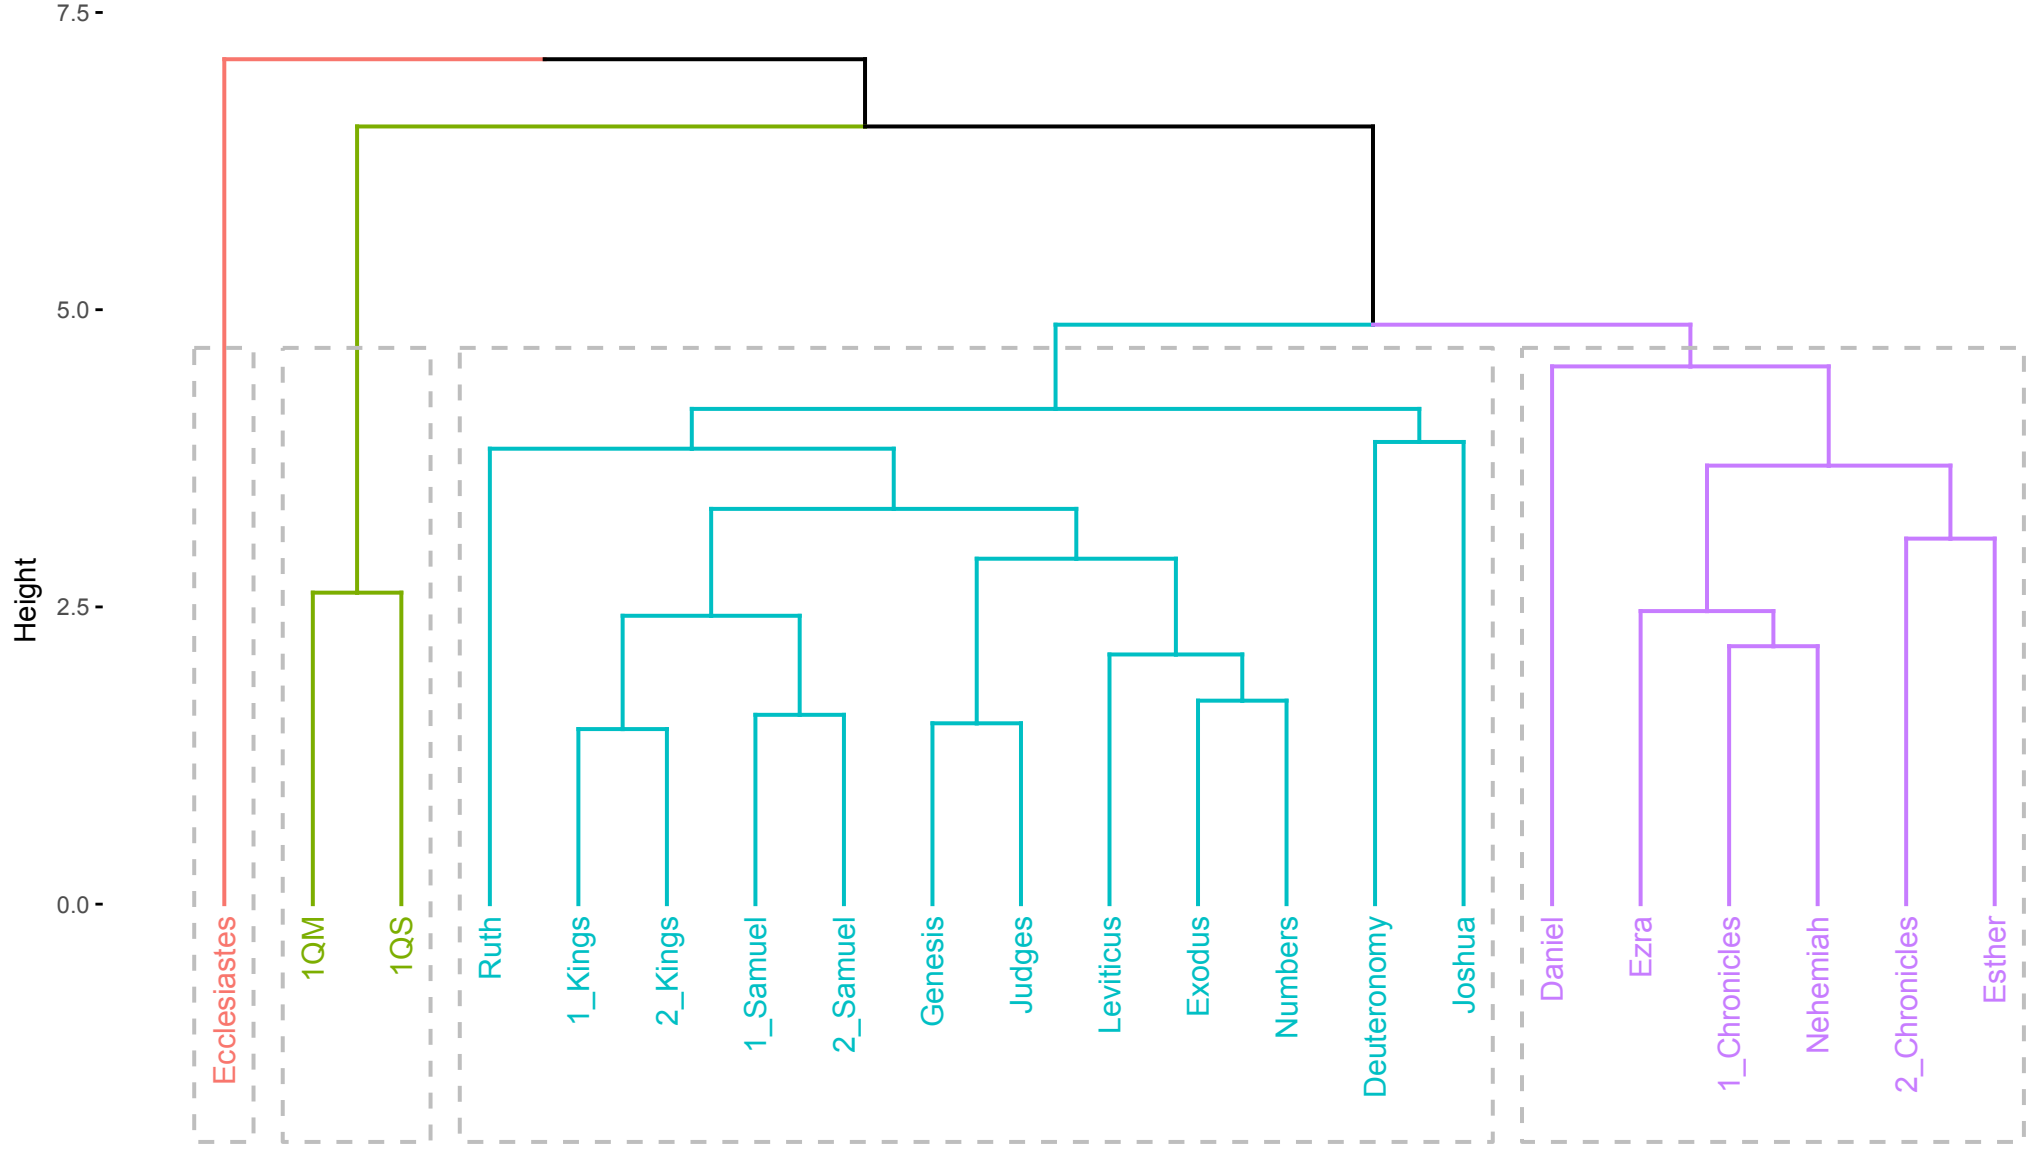 7.5
5.0
2.5
0.0
Height
Ecclesiastes
1QM
1QS
Ruth
1_Kings
2_Kings
1_Samuel
2_Samuel
Genesis
Judges
Leviticus
Exodus
Numbers
Deuteronomy
Joshua
Daniel
Ezra
1_Chronicles
Nehemiah
2_Chronicles
Esther